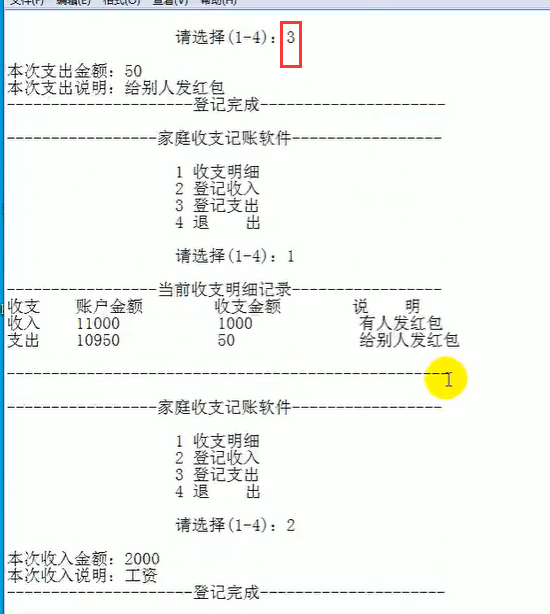 文件(F) 编辑(E) 格式(O) 查看(V) 帮助(H)
请选择(1-4): 3
本次支出金额: 50
本次支出说明: 给别人发红包
---------------------登记完成---------------------
-----------------家庭收支记账软件-----------------
1 收支明细
2 登记收入
3 登记支出
4 退    出
请选择(1-4): 1
-----------------当前收支明细记录-----------------
收支 账户金额 收支金额 说    明
收入 11000 1000 有人发红包
支出 10950 50 给别人发红包
--------------------------------------------------
-----------------家庭收支记账软件-----------------
1 收支明细
2 登记收入
3 登记支出
4 退    出
请选择(1-4): 2
本次收入金额: 2000
本次收入说明: 工资
---------------------登记完成---------------------